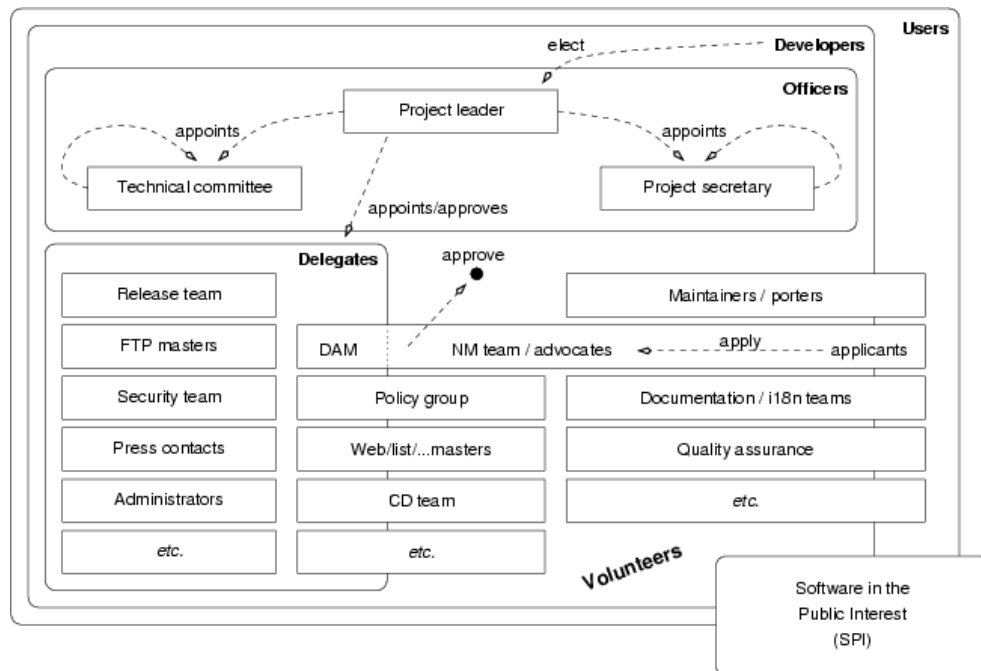 Users
elect
Developers
Officers
Project leader
appoints
appoints
Technical committee
Project secretary
appoints/approves
Delegates
approve
Release team
Maintainers / porters
FTP masters
DAM
NM team / advocates
apply
applicants
Security team
Policy group
Documentation / i18n teams
Press contacts
Web/list/...masters
Quality assurance
Administrators
CD team
etc.
etc.
etc.
Volunteers
Software in the
Public Interest
(SPI)